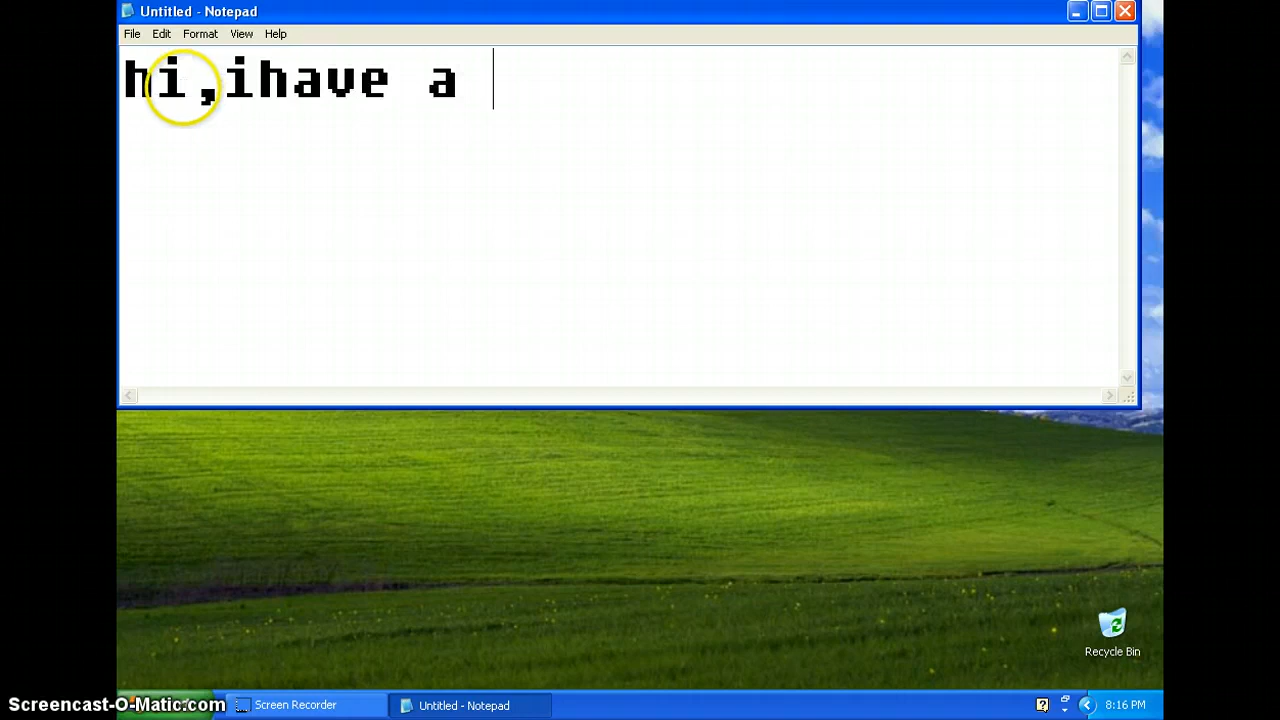 Untitled - Notepad
File Edit Format View Help
hi,ihave a
Recycle Bin
Screencast-O-Matic.com
Screen Recorder
Untitled - Notepad
8:16 PM